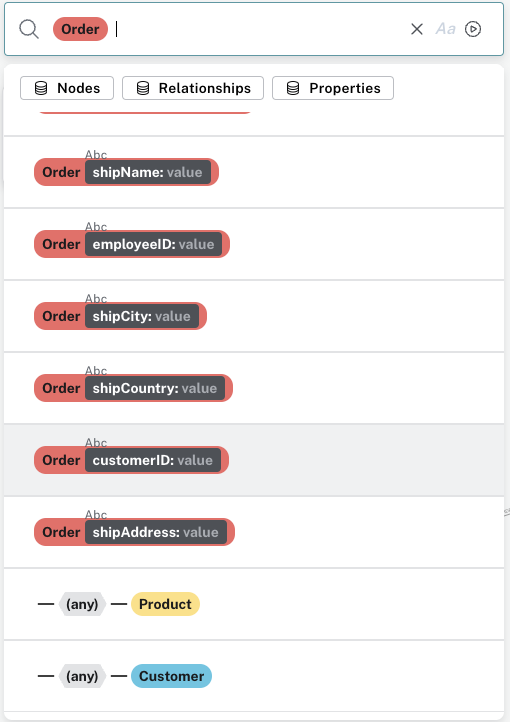 Order Aa
Nodes Relationships Properties
Abc
Order shipName: value
Abc
Order employeeID: value
Abc
Order shipCity: value
Abc
Order shipCountry: value
Abc
Order customerID: value
Abc
Order shipAddress: value
— (any) — Product
— (any) — Customer